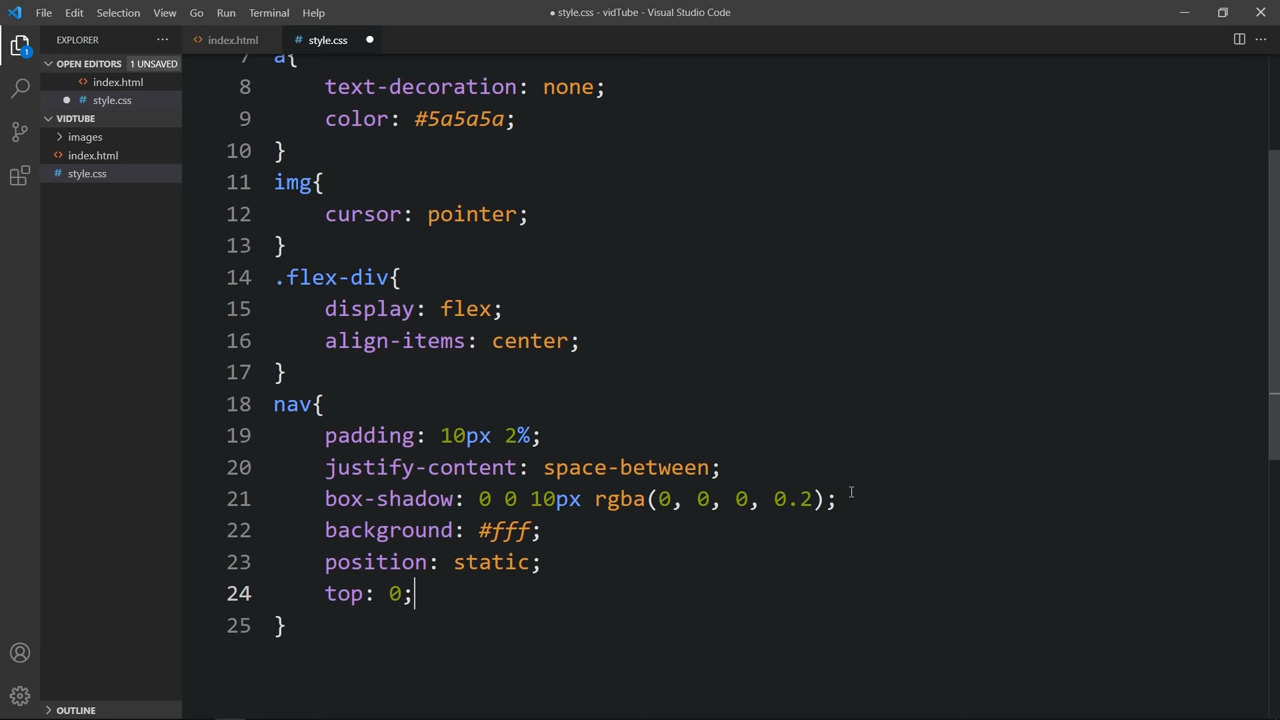 File Edit Selection View Go Run Terminal Help
● style.css - vidTube - Visual Studio Code
EXPLORER
index.html
# style.css
OPEN EDITORS 1 UNSAVED
index.html
# style.css
VIDTUBE
images
index.html
# style.css
OUTLINE
1
7 a{
8 text-decoration: none;
9 color: #5a5a5a;
10 }
11 img{
12 cursor: pointer;
13 }
14 .flex-div{
15 display: flex;
16 align-items: center;
17 }
18 nav{
19 padding: 10px 2%;
20 justify-content: space-between;
21 box-shadow: 0 0 10px rgba(0, 0, 0, 0.2);
22 background: #fff;
23 position: static;
24 top: 0;
25 }